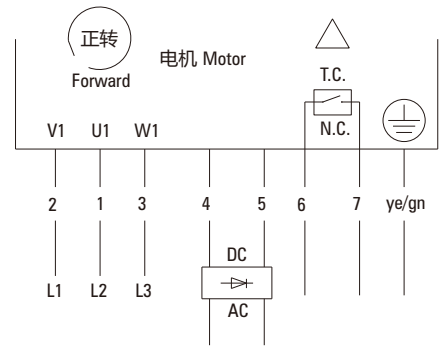 正转
Forward
电机 Motor
T.C.
N.C.
V1 U1 W1
2 1 3 4 5 6 7 ye/gn
DC
L1 L2 L3
AC